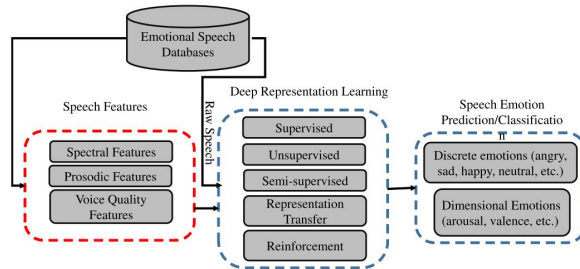 Emotional Speech
Databases
Speech Features
Spectral Features
Prosodic Features
Voice Quality
Features
Raw Speech
Deep Representation Learning
Supervised
Unsupervised
Semi-supervised
Representation
Transfer
Reinforcement
Speech Emotion
Prediction/Classificatio
n
Discrete emotions (angry,
sad, happy, neutral, etc.)
Dimensional Emotions
(arousal, valence, etc.)